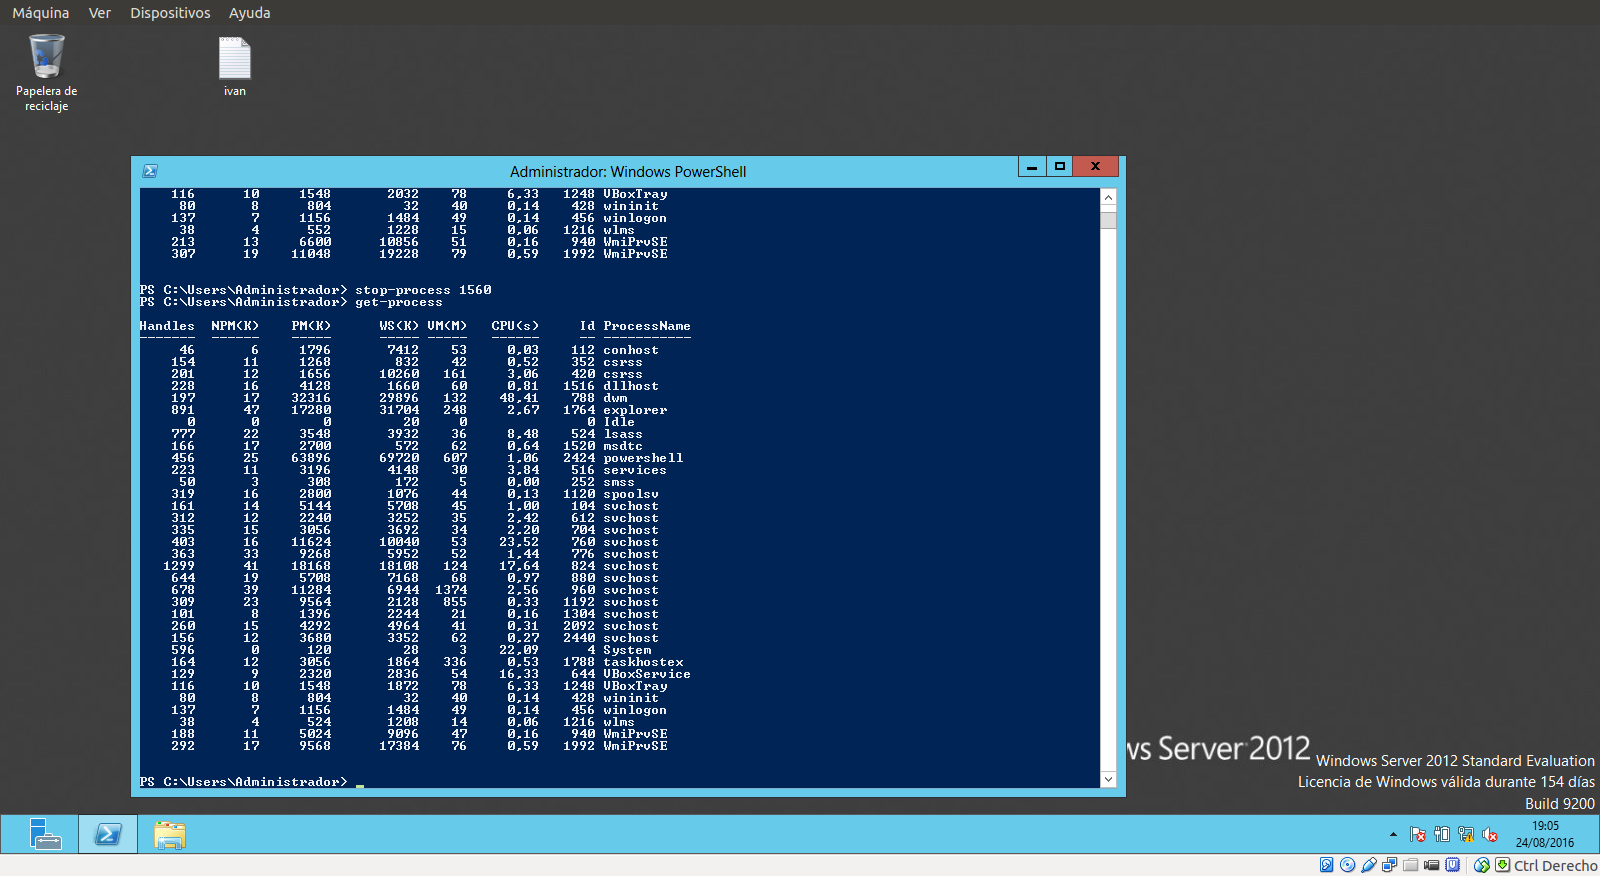 Máquina Ver Dispositivos Ayuda
Papelera de
reciclaje
ivan
Administrador: Windows PowerShell
116 10 1548 2032 78 6,33 1248 VBoxTray
80 8 804 32 40 0,14 428 wininit
137 7 1156 1484 49 0,14 456 winlogon
38 4 552 1228 15 0,06 1216 wlms
213 13 6600 10856 51 0,16 940 WmiPrvSE
307 19 11048 19228 79 0,59 1992 WmiPrvSE
PS C:\Users\Administrador> stop-process 1560
PS C:\Users\Administrador> get-process
Handles NPM(K) PM(K) WS(K) VM(M) CPU(s) Id ProcessName
------- ------ ----- ----- ----- ------ -- -----------
46 6 1796 7412 53 0,03 112 conhost
154 11 1268 832 42 0,52 352 csrss
201 12 1656 10260 161 3,06 420 csrss
228 16 4128 1660 60 0,81 1516 dllhost
197 17 32316 29896 132 48,41 788 dwm
891 47 17280 31704 248 2,67 1764 explorer
0 0 0 20 0 0 Idle
777 22 3548 3932 36 8,48 524 lsass
166 17 2700 572 62 0,64 1520 msdtc
456 25 63896 69720 607 1,06 2424 powershell
223 11 3196 4148 30 3,84 516 services
50 3 308 172 5 0,00 252 smss
319 16 2800 1076 44 0,13 1120 spoolsv
161 14 5144 5708 45 1,00 104 svchost
312 12 2240 3252 35 2,42 612 svchost
335 15 3056 3692 34 2,20 704 svchost
403 16 11624 10040 53 23,52 760 svchost
363 33 9268 5952 52 1,44 776 svchost
1299 41 18168 18108 124 17,64 824 svchost
644 19 5708 7168 68 0,97 880 svchost
678 39 11284 6944 1374 2,56 960 svchost
309 23 9564 2128 855 0,33 1192 svchost
101 8 1396 2244 21 0,16 1304 svchost
260 15 4292 4964 41 0,31 2092 svchost
156 12 3680 3352 62 0,27 2440 svchost
596 0 120 28 3 22,09 4 System
164 12 3056 1864 336 0,53 1788 taskhostex
129 9 2320 2836 54 16,33 644 VBoxService
116 10 1548 1872 78 6,33 1248 VBoxTray
80 8 804 32 40 0,14 428 wininit
137 7 1156 1484 49 0,14 456 winlogon
38 4 524 1208 14 0,06 1216 wlms
188 11 5024 9096 47 0,16 940 WmiPrvSE
292 17 9568 17384 76 0,59 1992 WmiPrvSE
PS C:\Users\Administrador> _
ws Server 2012
Windows Server 2012 Standard Evaluation
Licencia de Windows válida durante 154 días
Build 9200
19:05
24/08/2016
Ctrl Derecho